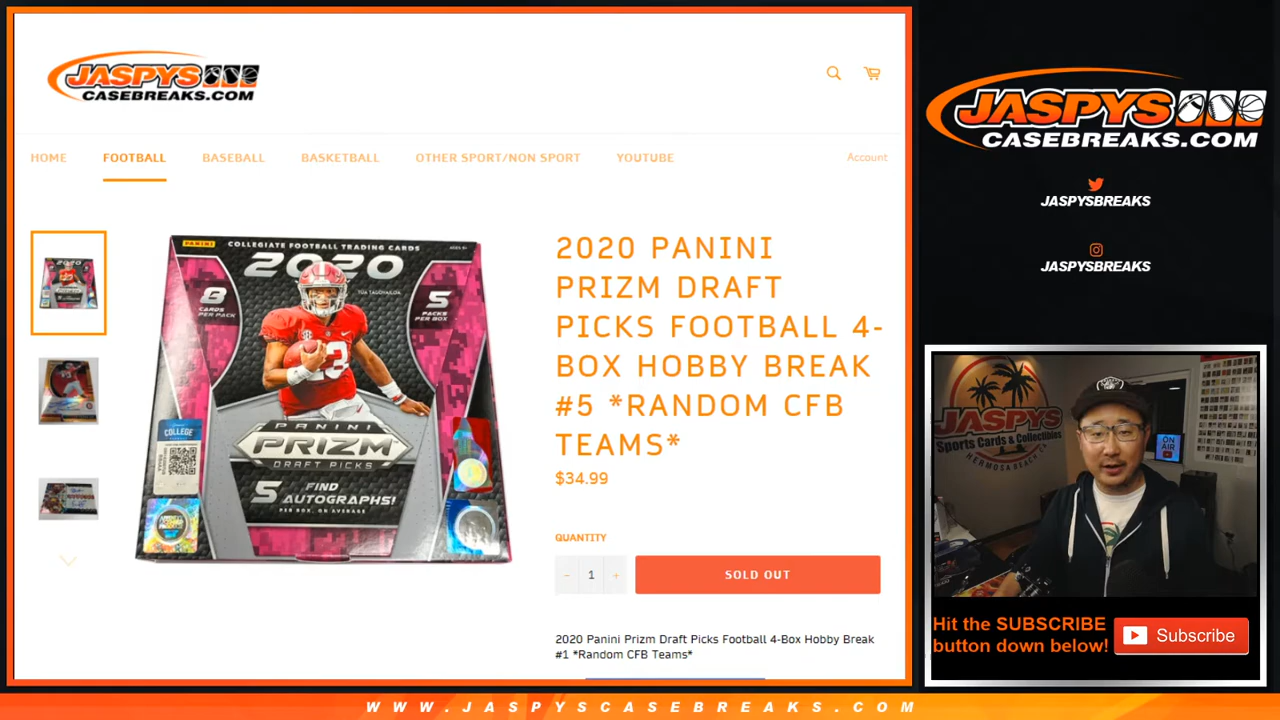 JASPYS
CASEBREAKS.COM
HOME
FOOTBALL
BASEBALL
BASKETBALL
OTHER SPORT/NON SPORT
YOUTUBE
Account
PANINI
COLLEGIATE FOOTBALL TRADING CARDS
2020
TUA TAGOVAILOA
8
CARDS
PER PACK
5
PACKS
PER BOX
COLLEGE
PANINI
PRIZM
DRAFT PICKS
5 FIND
AUTOGRAPHS!
PER BOX, ON AVERAGE
2020 PANINI
PRIZM DRAFT
PICKS FOOTBALL 4-
BOX HOBBY BREAK
#5 *RANDOM CFB
TEAMS*
$34.99
QUANTITY
− 1 +
SOLD OUT
2020 Panini Prizm Draft Picks Football 4-Box Hobby Break
#1 *Random CFB Teams*
JASPYS
CASEBREAKS.COM
JASPYSBREAKS
JASPYSBREAKS
JASPYS
Sports Cards & Collectibles
HERMOSA BEACH, CA
ON
AIR
Hit the SUBSCRIBE
button down below!
Subscribe
WWW.JASPYSCASEBREAKS.COM